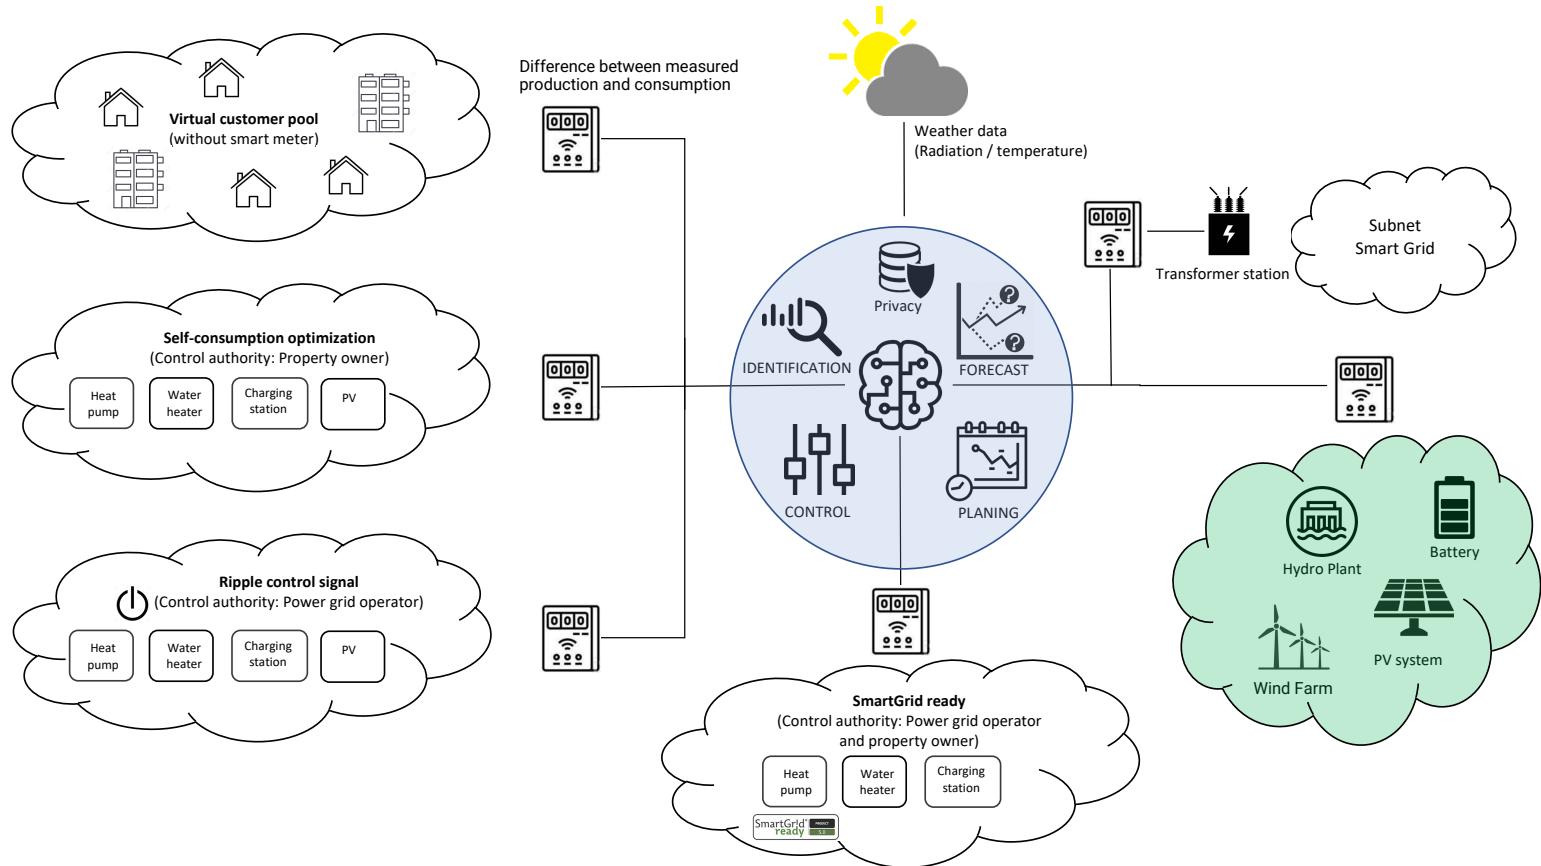 Difference between measured
production and consumption
Virtual customer pool
(without smart meter)
Weather data
(Radiation / temperature)
Subnet
Smart Grid
Transformer station
Self-consumption optimization
(Control authority: Property owner)
Heat
pump
Water
heater
Charging
station
PV
Privacy
IDENTIFICATION
FORECAST
CONTROL
PLANING
Hydro Plant
Battery
PV system
Wind Farm
Ripple control signal
(Control authority: Power grid operator)
Heat
pump
Water
heater
Charging
station
PV
SmartGrid ready
(Control authority: Power grid operator
and property owner)
Heat
pump
Water
heater
Charging
station
SmartGrid
ready